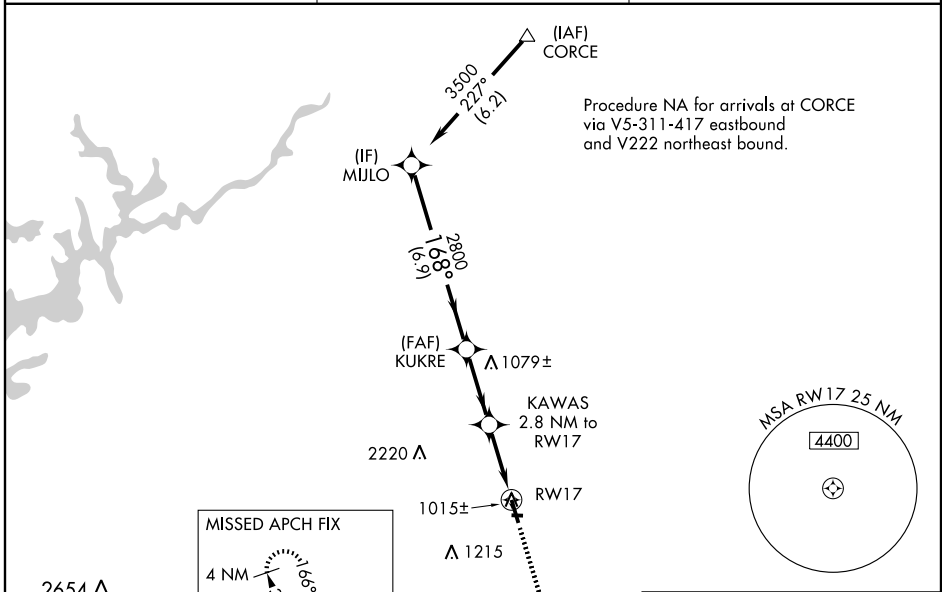 (IAF)
CORCE
3500
227°
(6.2)
Procedure NA for arrivals at CORCE
via V5-311-417 eastbound
and V222 northeast bound.
(IF)
MIJLO
2800
168°
(6.9)
(FAF)
KUKRE
1079±
KAWAS
2.8 NM to
RW17
MSA RW17 25 NM
4400
2220
RW17
1015±
MISSED APCH FIX
1215
4 NM
166°
2654